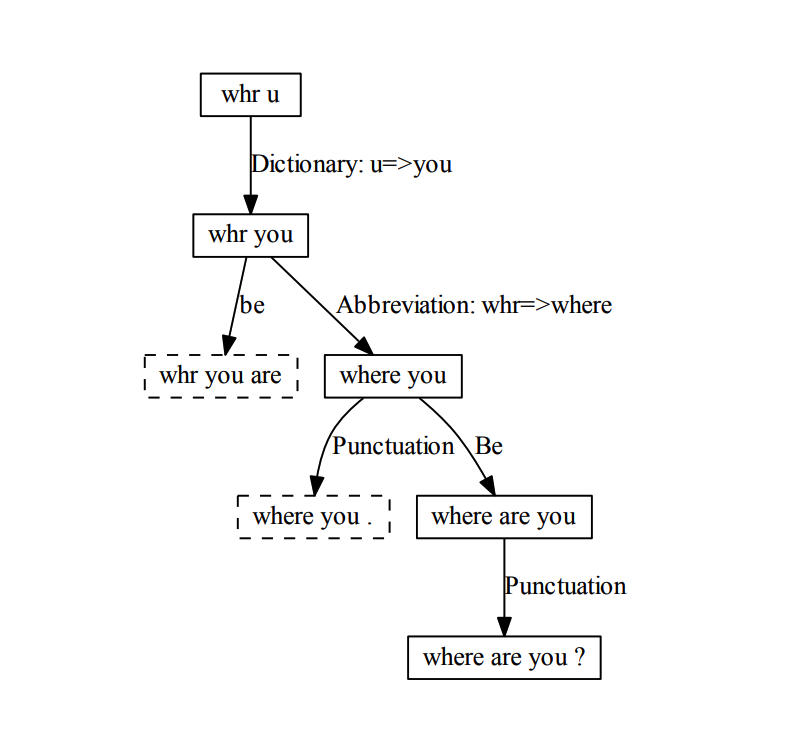 whr u
Dictionary: u=>you
whr you
be
Abbreviation: whr=>where
whr you are
where you
Punctuation
Be
where you .
where are you
Punctuation
where are you ?